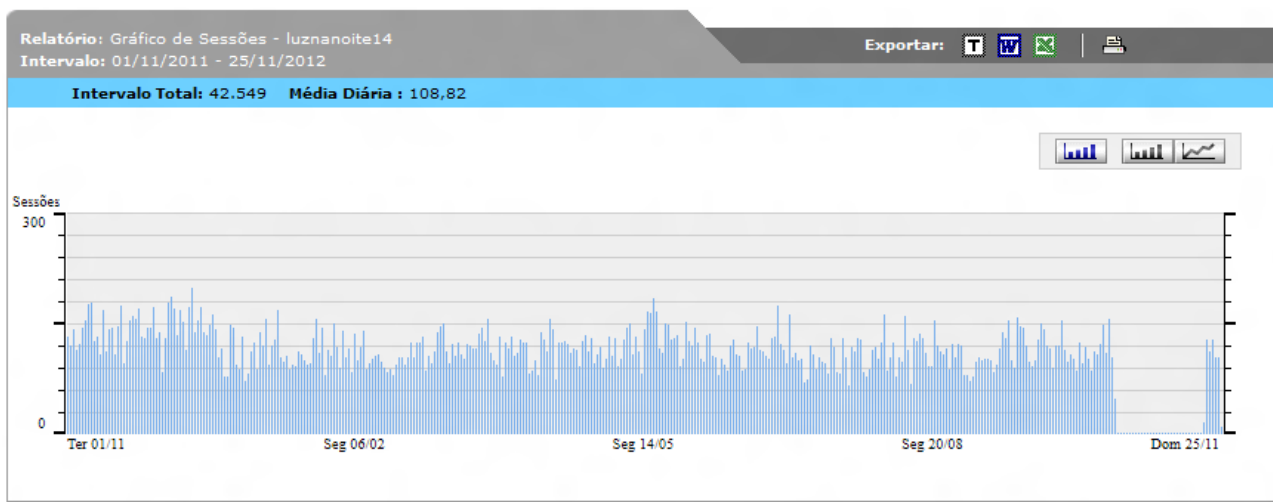 Relatório: Gráfico de Sessões - luznanoite14
Exportar: T W X
Intervalo: 01/11/2011 - 25/11/2012
Intervalo Total: 42.549 Média Diária : 108,82
Sessões
300
0
Ter 01/11 Seg 06/02 Seg 14/05 Seg 20/08 Dom 25/11